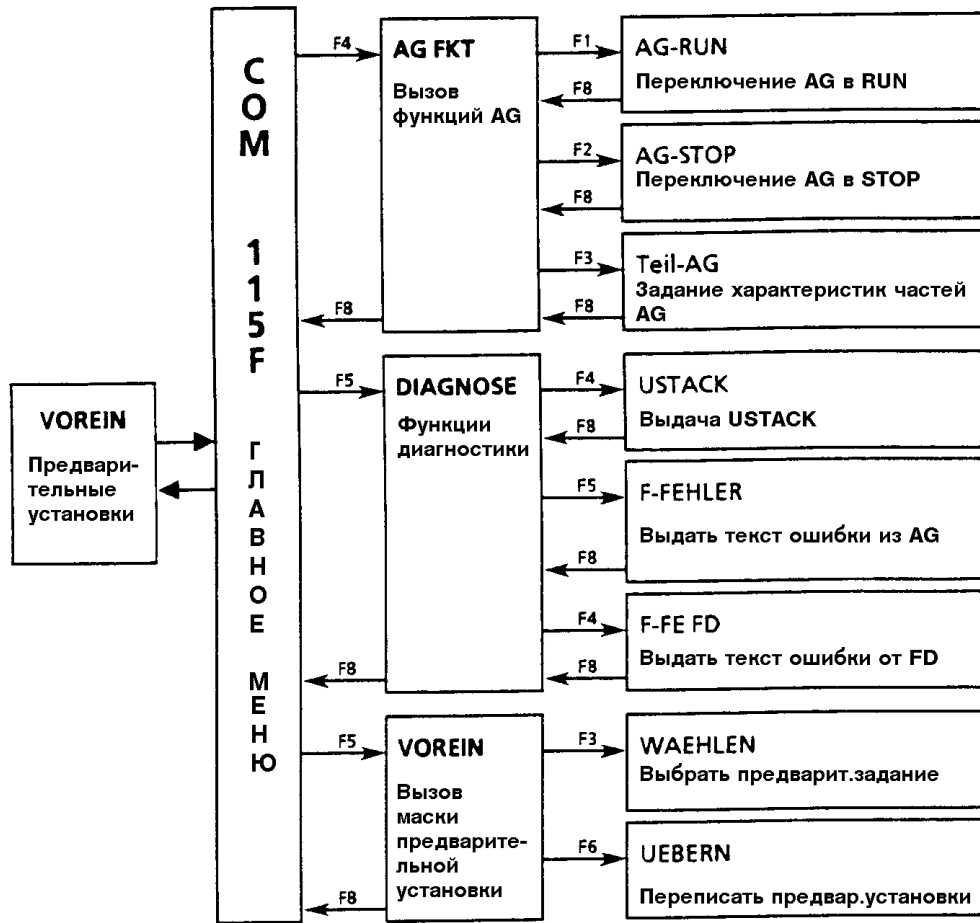 VOREIN
Предвари-
тельные
установки
COM 115F ГЛАВНОЕ МЕНЮ
F4
F8
AG FKT
Вызов
функций AG
F1
F8
AG-RUN
Переключение AG в RUN
F2
F8
AG-STOP
Переключение AG в STOP
F3
F8
Teil-AG
Задание характеристик частей
AG
F5
F8
DIAGNOSE
Функции
диагностики
F4
F8
USTACK
Выдача USTACK
F5
F8
F-FEHLER
Выдать текст ошибки из AG
F4
F8
F-FE FD
Выдать текст ошибки от FD
F5
F8
VOREIN
Вызов
маски
предварите-
льной
установки
F3
WAEHLEN
Выбрать предварит.задание
F6
UEBERN
Переписать предвар.установки